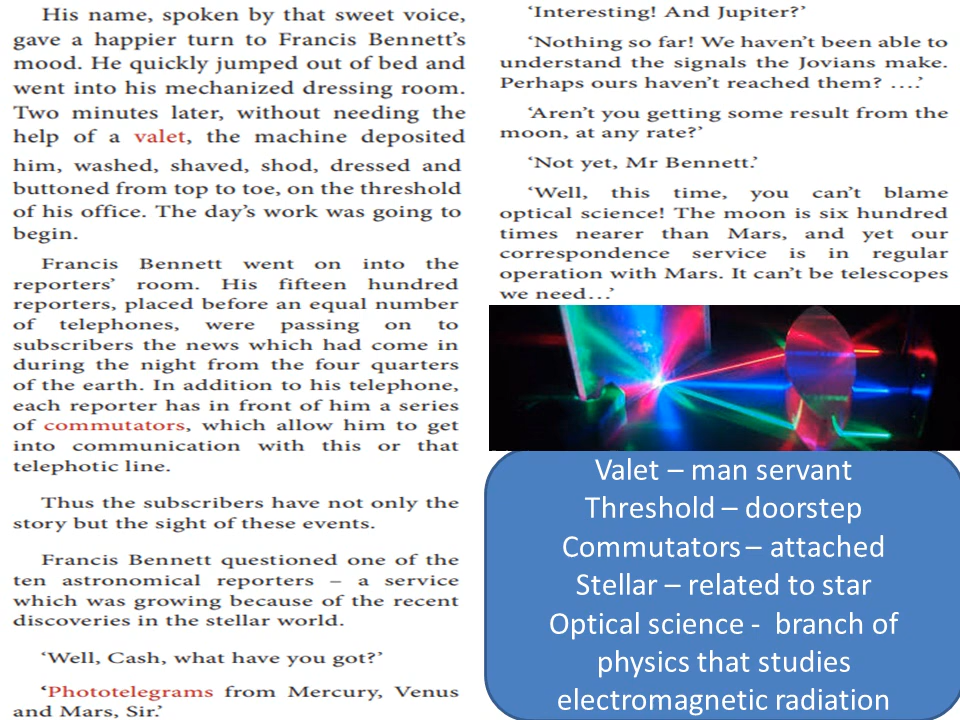 His name, spoken by that sweet voice,
gave a happier turn to Francis Bennett's
mood. He quickly jumped out of bed and
went into his mechanized dressing room.
Two minutes later, without needing the
help of a valet, the machine deposited
him, washed, shaved, shod, dressed and
buttoned from top to toe, on the threshold
of his office. The day's work was going to
begin.
Francis Bennett went on into the
reporters' room. His fifteen hundred
reporters, placed before an equal number
of telephones, were passing on to
subscribers the news which had come in
during the night from the four quarters
of the earth. In addition to his telephone,
each reporter has in front of him a series
of commutators, which allow him to get
into communication with this or that
telephotic line.
Thus the subscribers have not only the
story but the sight of these events.
Francis Bennett questioned one of the
ten astronomical reporters – a service
which was growing because of the recent
discoveries in the stellar world.
‘Well, Cash, what have you got?’
‘Phototelegrams from Mercury, Venus
and Mars, Sir.’
‘Interesting! And Jupiter?’
‘Nothing so far! We haven't been able to
understand the signals the Jovians make.
Perhaps ours haven't reached them? ....’
‘Aren't you getting some result from the
moon, at any rate?’
‘Not yet, Mr Bennett.’
‘Well, this time, you can't blame
optical science! The moon is six hundred
times nearer than Mars, and yet our
correspondence service is in regular
operation with Mars. It can't be telescopes
we need...’
Valet – man servant
Threshold – doorstep
Commutators – attached
Stellar – related to star
Optical science - branch of
physics that studies
electromagnetic radiation